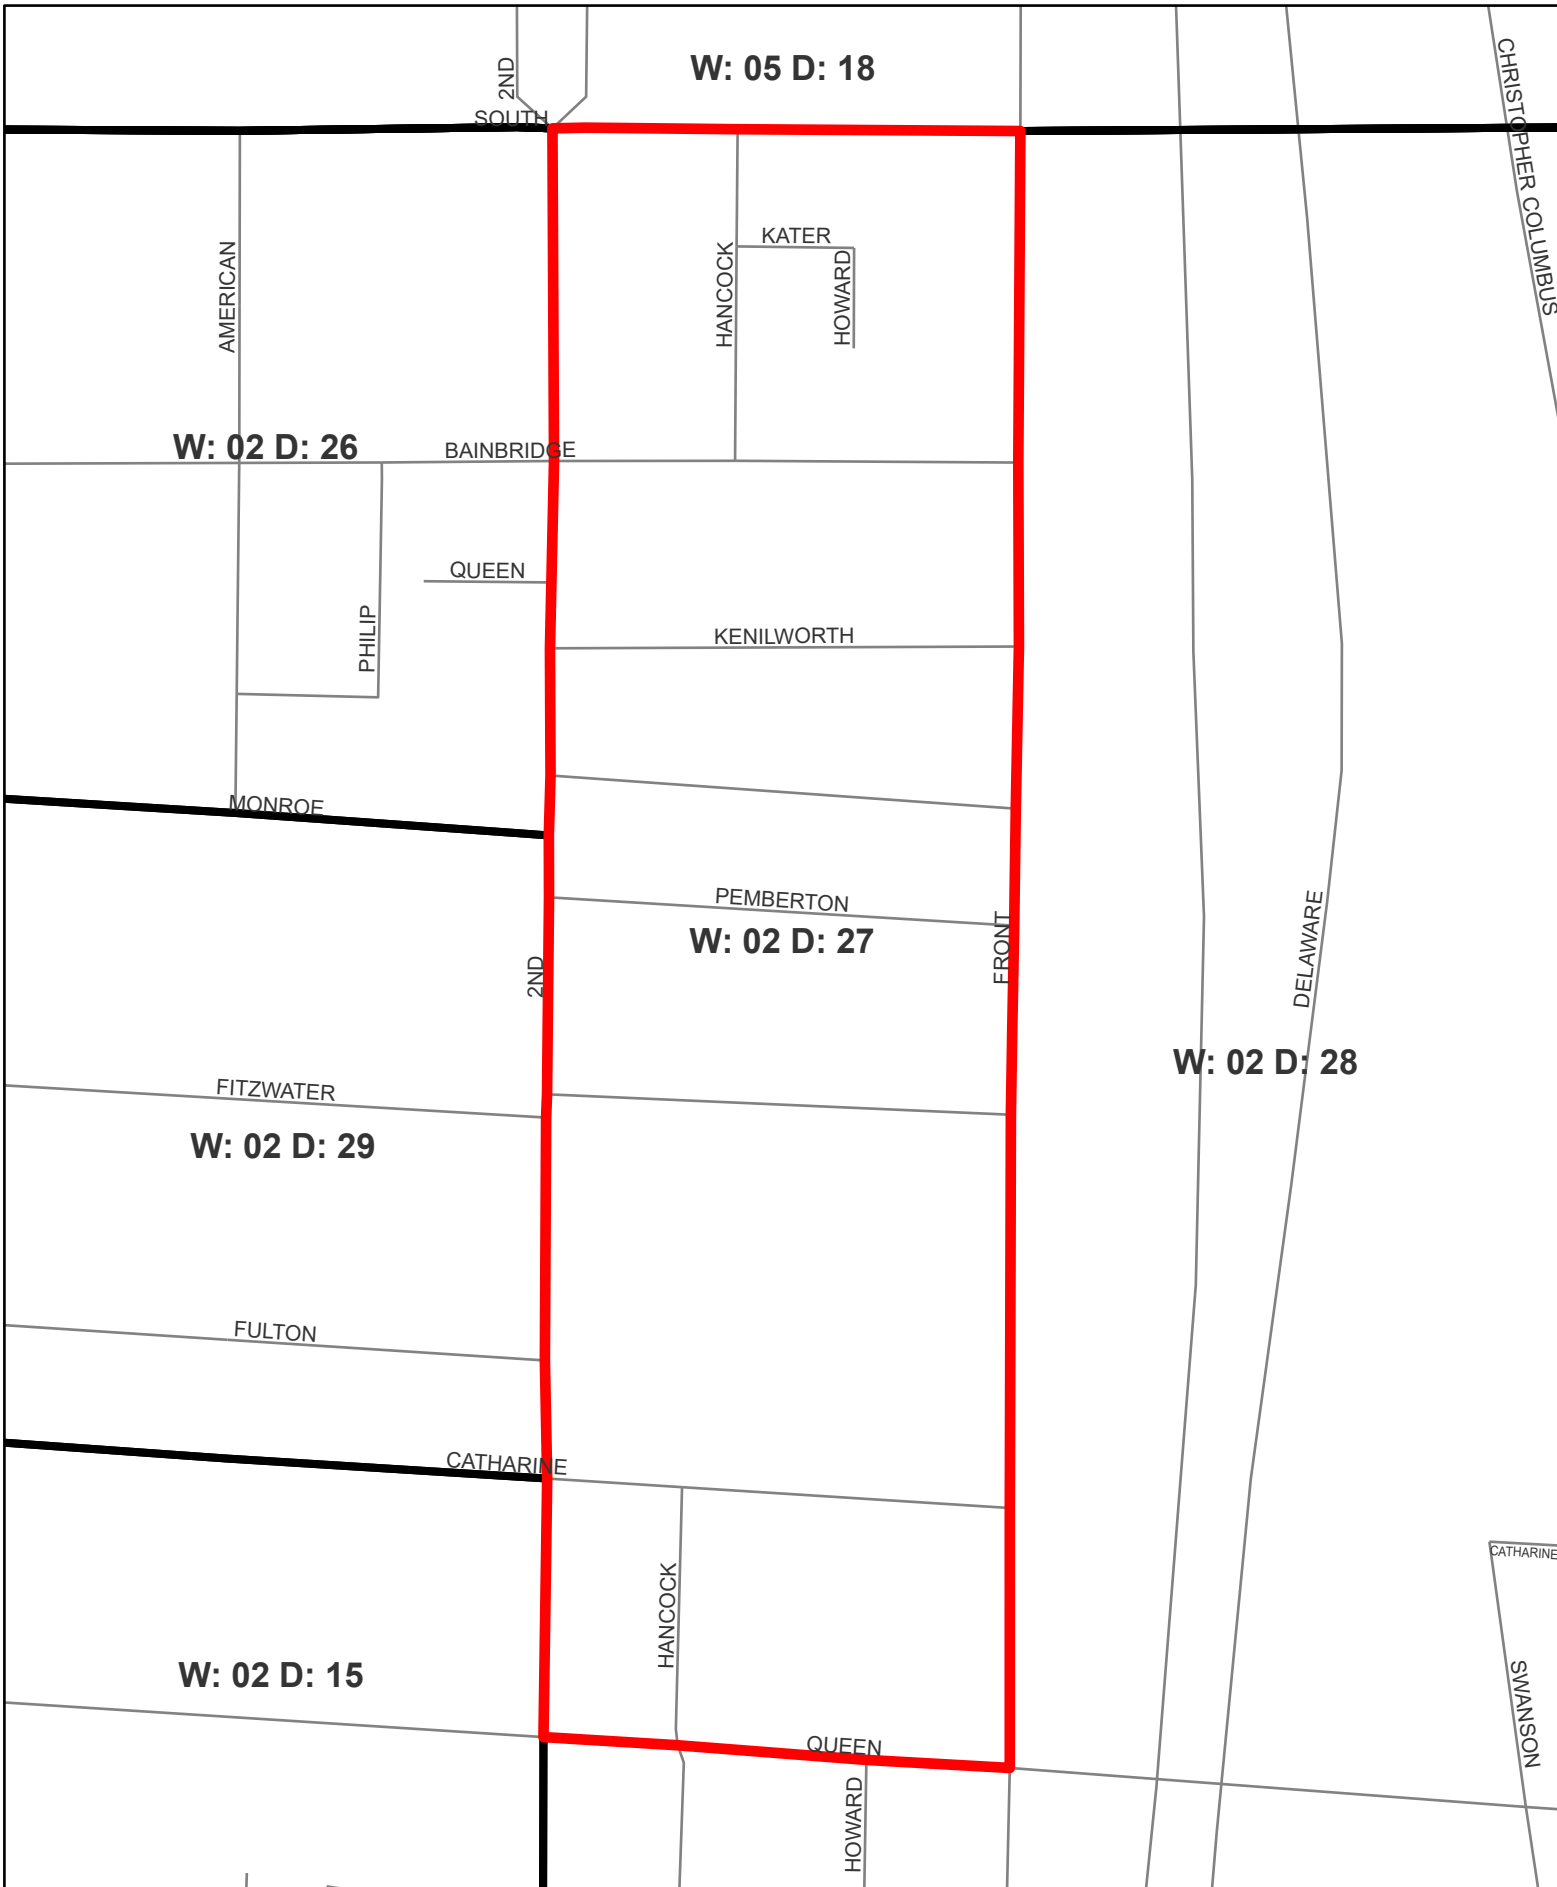 CHRISTOPHER COLUMBUS
2ND
W: 05 D: 18
SOUTH
KATER
AMERICAN
HANCOCK
HOWARD
W: 02 D: 26
BAINBRIDGE
QUEEN
PHILIP
KENILWORTH
MONROE
PEMBERTON
W: 02 D: 27
2ND
FRONT
DELAWARE
W: 02 D: 28
FITZWATER
W: 02 D: 29
FULTON
CATHARINE
CATHARINE
HANCOCK
W: 02 D: 15
SWANSON
QUEEN
HOWARD